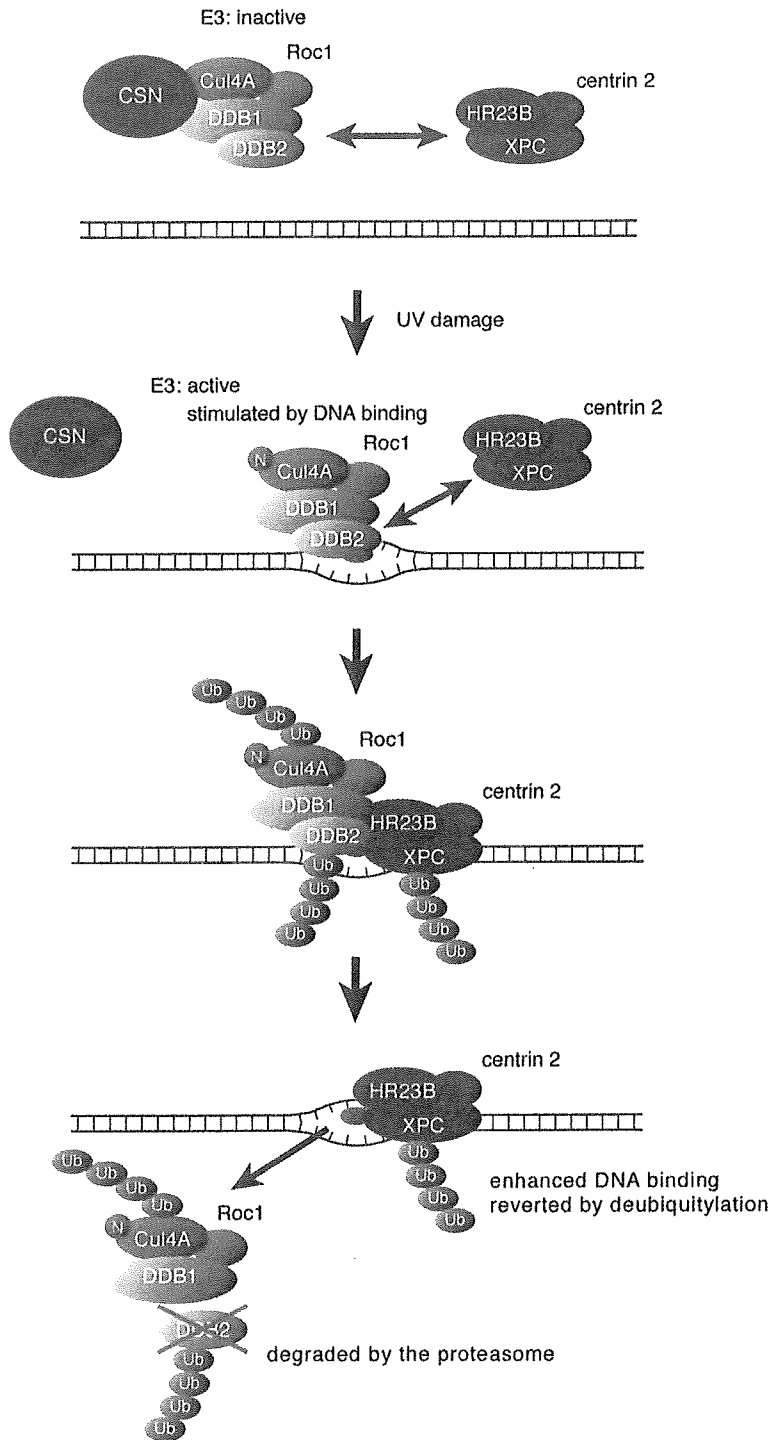 E3: inactive
Roc1
Cul4A
CSN
DDB1
DDB2
centrin 2
HR23B
XPC
UV damage
E3: active
stimulated by DNA binding
CSN
Roc1
N
Cul4A
DDB1
DDB2
centrin 2
HR23B
XPC
Ub
Ub
Ub
Ub
Roc1
N
Cul4A
DDB1
DDB2
centrin 2
HR23B
XPC
Ub
Ub
Ub
Ub
Ub
Ub
Ub
Ub
centrin 2
HR23B
XPC
Ub
Ub
Ub
Ub
enhanced DNA binding
reverted by deubiquitylation
Ub
Ub
Ub
Ub
Roc1
N
Cul4A
DDB1
DDB2
degraded by the proteasome
Ub
Ub
Ub
Ub